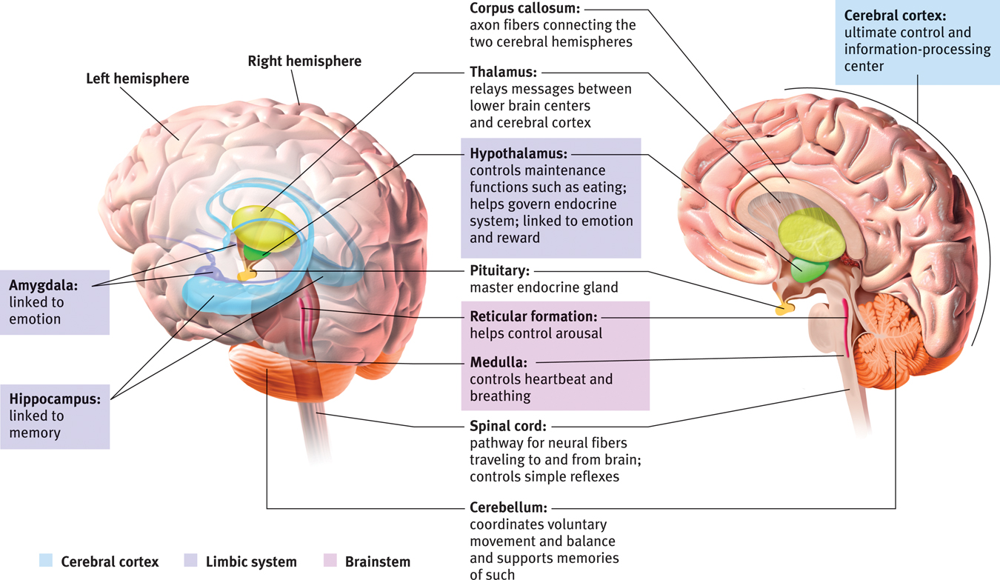 Corpus callosum:
axon fibers connecting the
two cerebral hemispheres
Cerebral cortex:
ultimate control and
information-processing
center
Right hemisphere
Left hemisphere
Thalamus:
relays messages between
lower brain centers
and cerebral cortex
Hypothalamus:
controls maintenance
functions such as eating;
helps govern endocrine
system; linked to emotion
and reward
Pituitary:
master endocrine gland
Amygdala:
linked to
emotion
Reticular formation:
helps control arousal
Medulla:
controls heartbeat and
breathing
Hippocampus:
linked to
memory
Spinal cord:
pathway for neural fibers
traveling to and from brain;
controls simple reflexes
Cerebellum:
coordinates voluntary
movement and balance
and supports memories
of such
Cerebral cortex
Limbic system
Brainstem